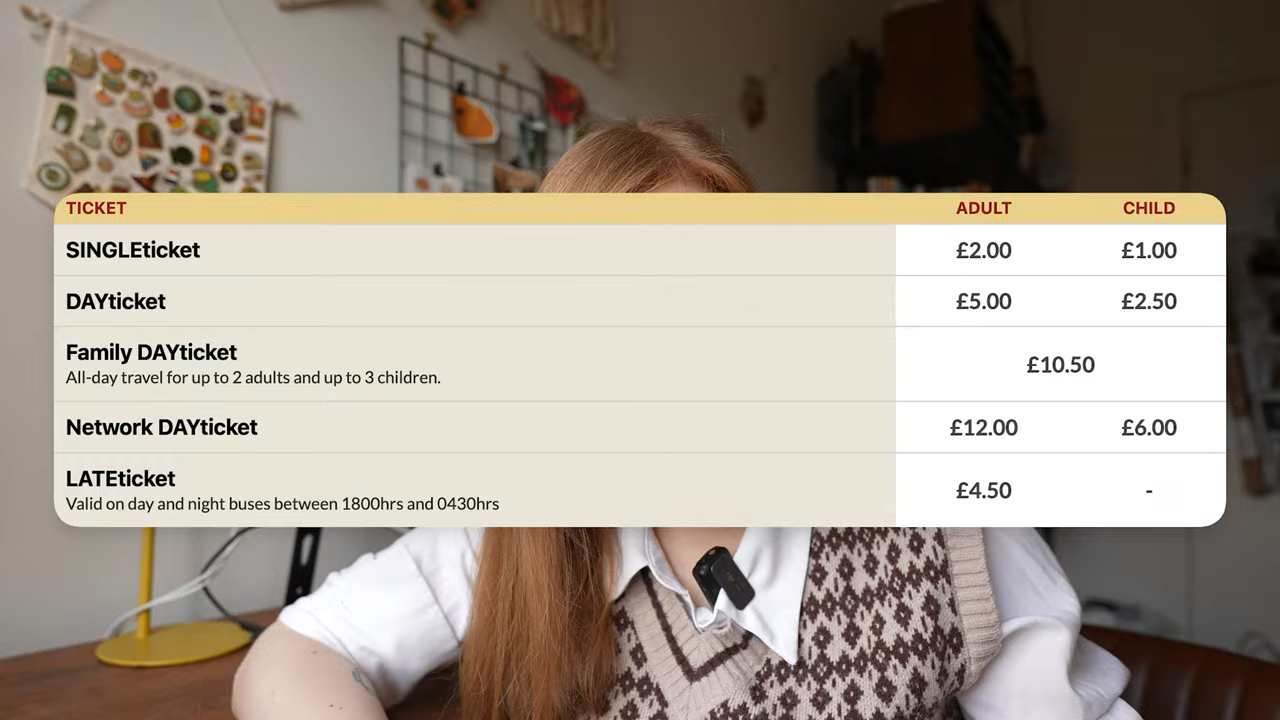 TICKET ADULT CHILD
SINGLEticket £2.00 £1.00
DAYticket £5.00 £2.50
Family DAYticket
All-day travel for up to 2 adults and up to 3 children.
£10.50
Network DAYticket £12.00 £6.00
LATEticket
Valid on day and night buses between 1800hrs and 0430hrs
£4.50 -